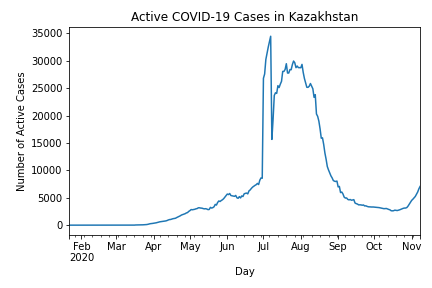 Active COVID-19 Cases in Kazakhstan
35000
30000
25000
20000
15000
10000
5000
0
Number of Active Cases
Feb Mar Apr May Jun Jul Aug Sep Oct Nov
2020
Day